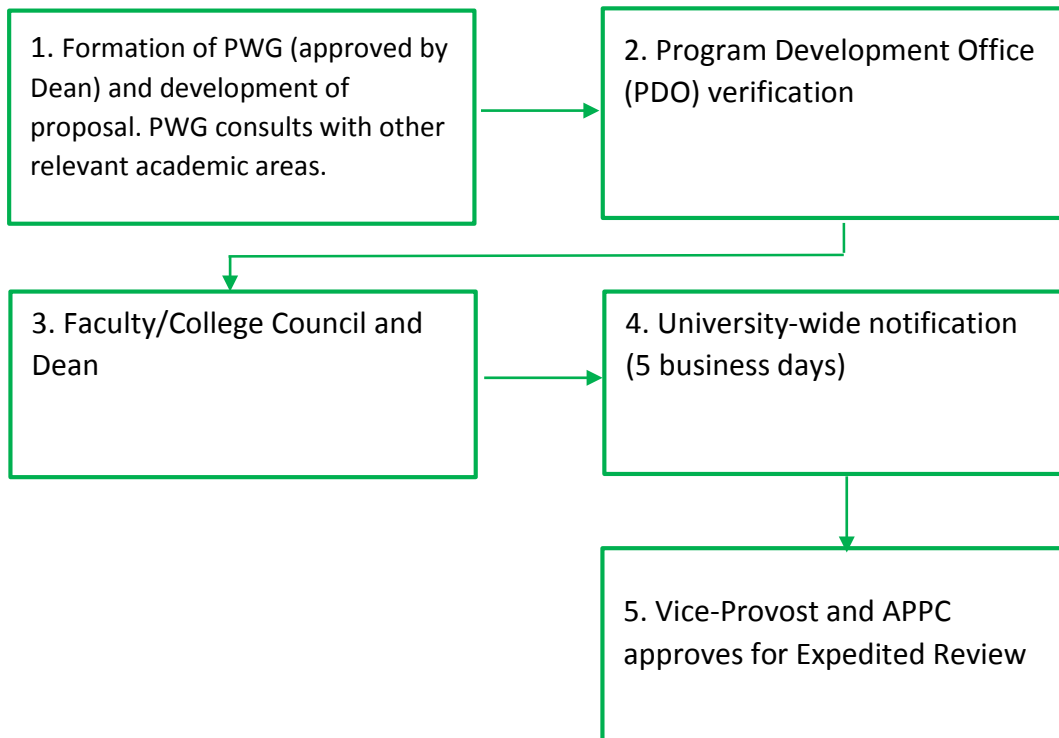 1. Formation of PWG (approved by
Dean) and development of
proposal. PWG consults with other
relevant academic areas.
2. Program Development Office
(PDO) verification
3. Faculty/College Council and
Dean
4. University-wide notification
(5 business days)
5. Vice-Provost and APPC
approves for Expedited Review